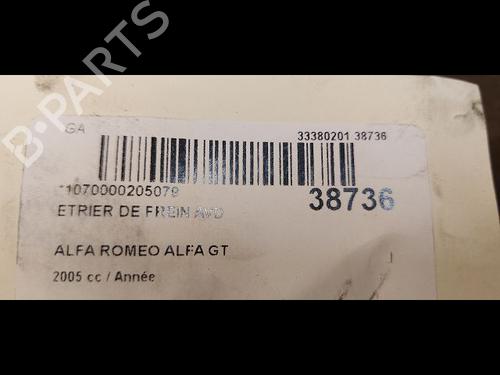 B-PARTS
GA
33380201 38736
*1070000205079
38736
ETRIER DE FREIN AVD
ALFA ROMEO ALFA GT
2005 cc / Année